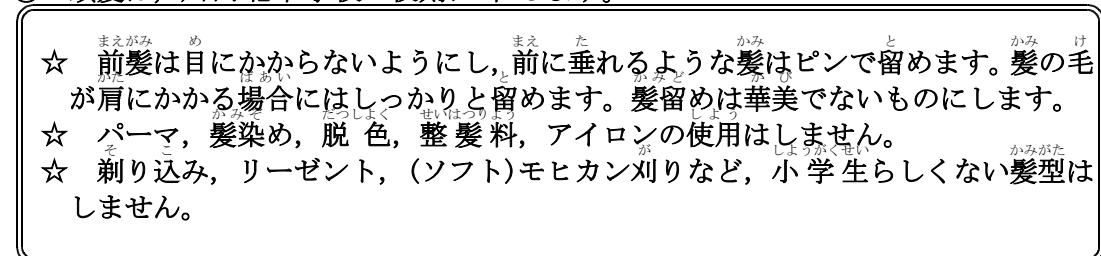 ☆ 前髪は目にかからないようにし,前に垂れるような髪はピンで留めます。髪の毛
が肩にかかる場合にはしっかりと留めます。髪留めは華美でないものにします。
☆ パーマ,髪染め,脱色,整髪料,アイロンの使用はしません。
☆ 剃り込み,リーゼント,(ソフト)モヒカン刈りなど,小学生らしくない髪型は
しません。